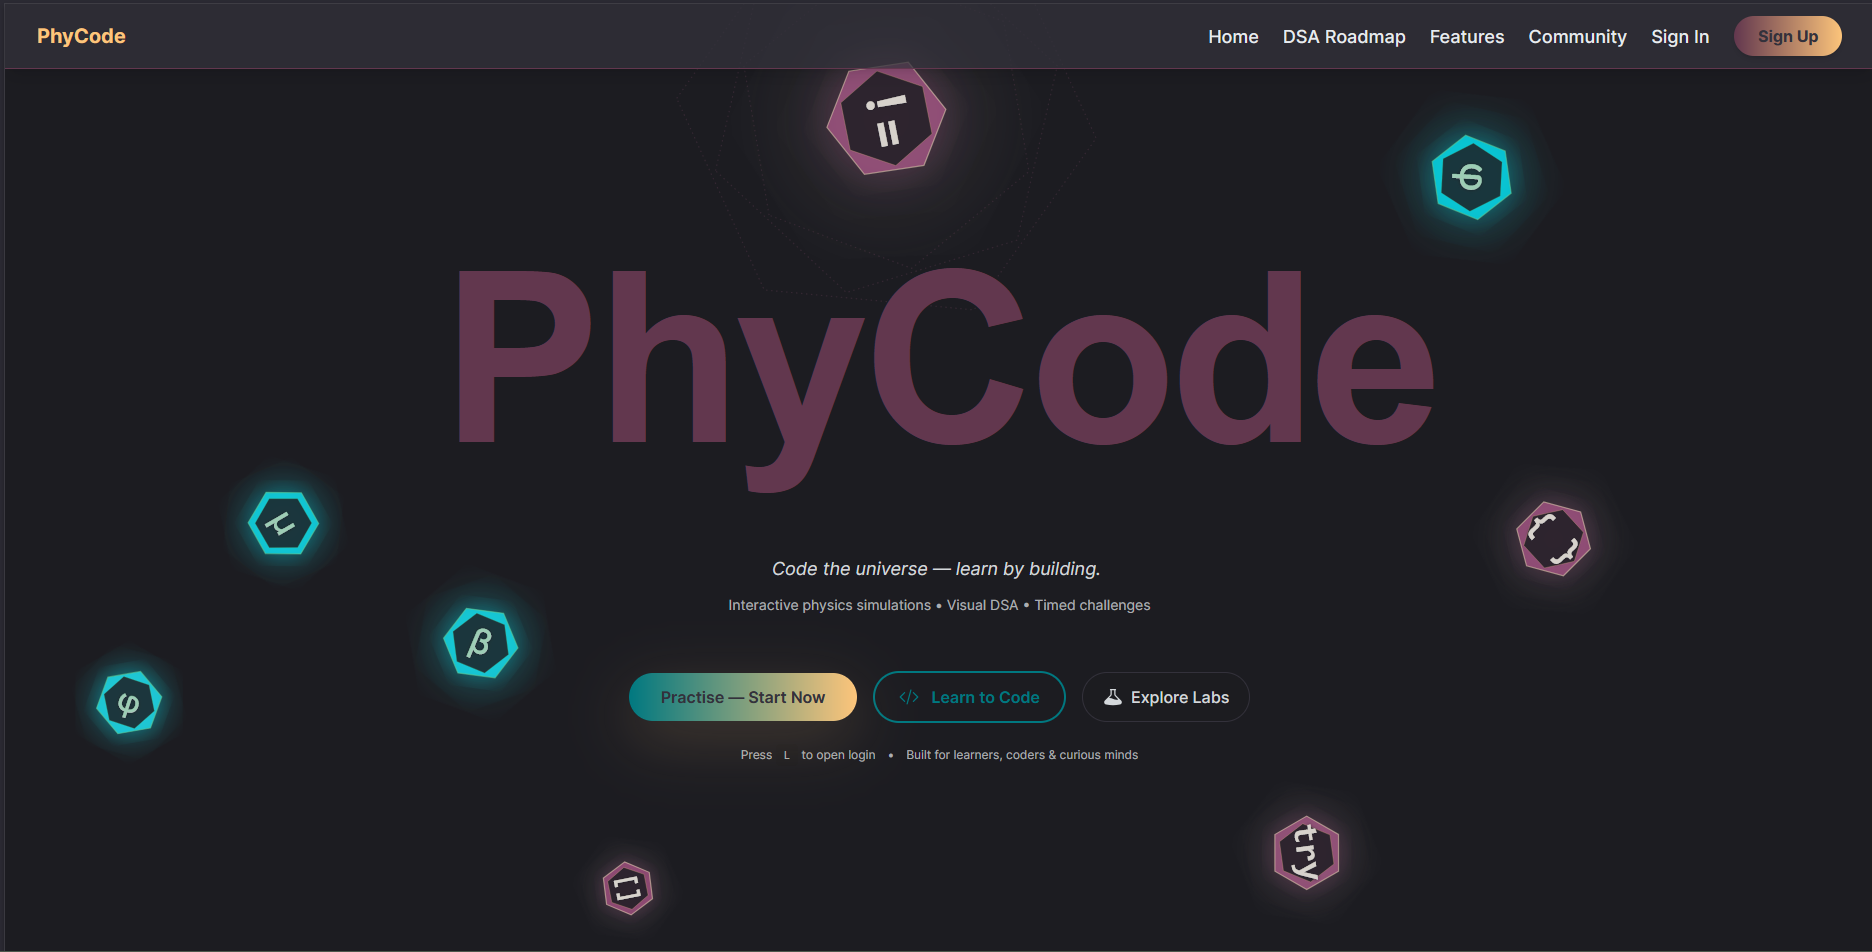 PhyCode
Home DSA Roadmap Features Community Sign In Sign Up
!=
φ
PhyCode
μ
{}
Code the universe — learn by building.
Interactive physics simulations • Visual DSA • Timed challenges
β
φ
Practise — Start Now
</> Learn to Code
Explore Labs
Press L to open login • Built for learners, coders & curious minds
try
[]